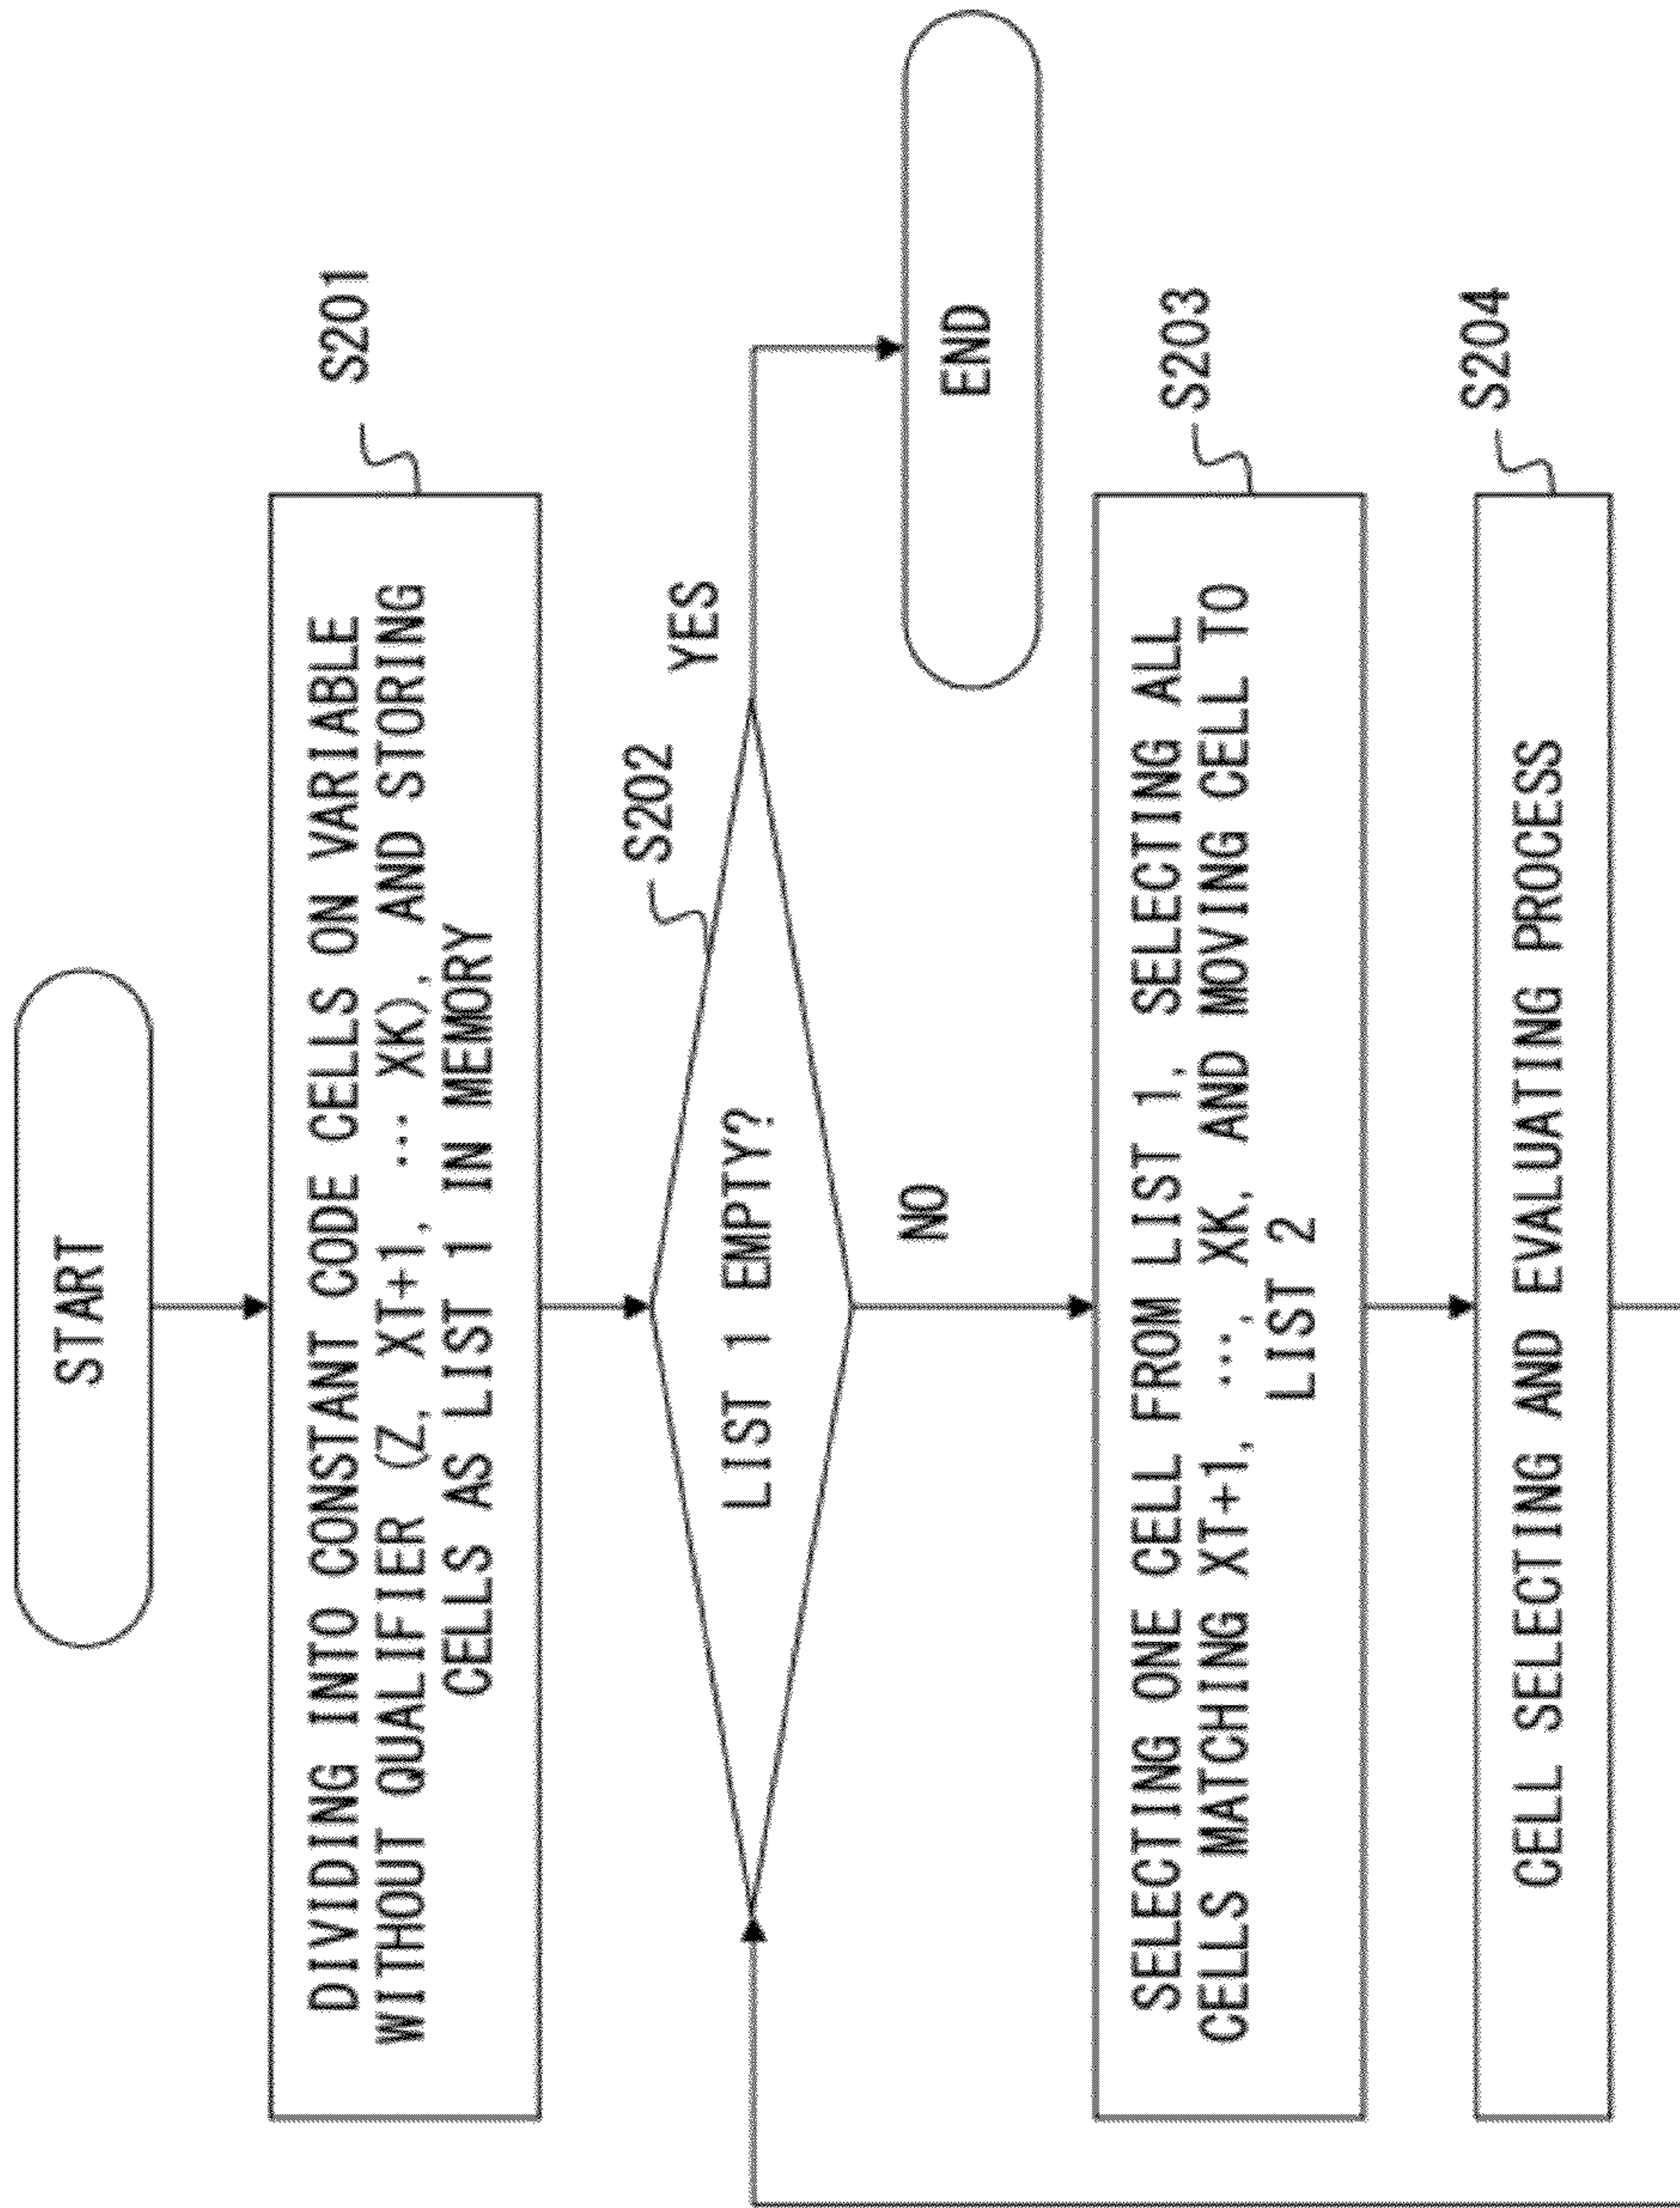 START
S201
DIVIDING INTO CONSTANT CODE CELLS ON VARIABLE
WITHOUT QUALIFIER (Z, XT+1, ··· XK), AND STORING
CELLS AS LIST 1 IN MEMORY
S202
YES
LIST 1 EMPTY?
NO
END
S203
SELECTING ONE CELL FROM LIST 1, SELECTING ALL
CELLS MATCHING XT+1, ···, XK, AND MOVING CELL TO
LIST 2
S204
CELL SELECTING AND EVALUATING PROCESS